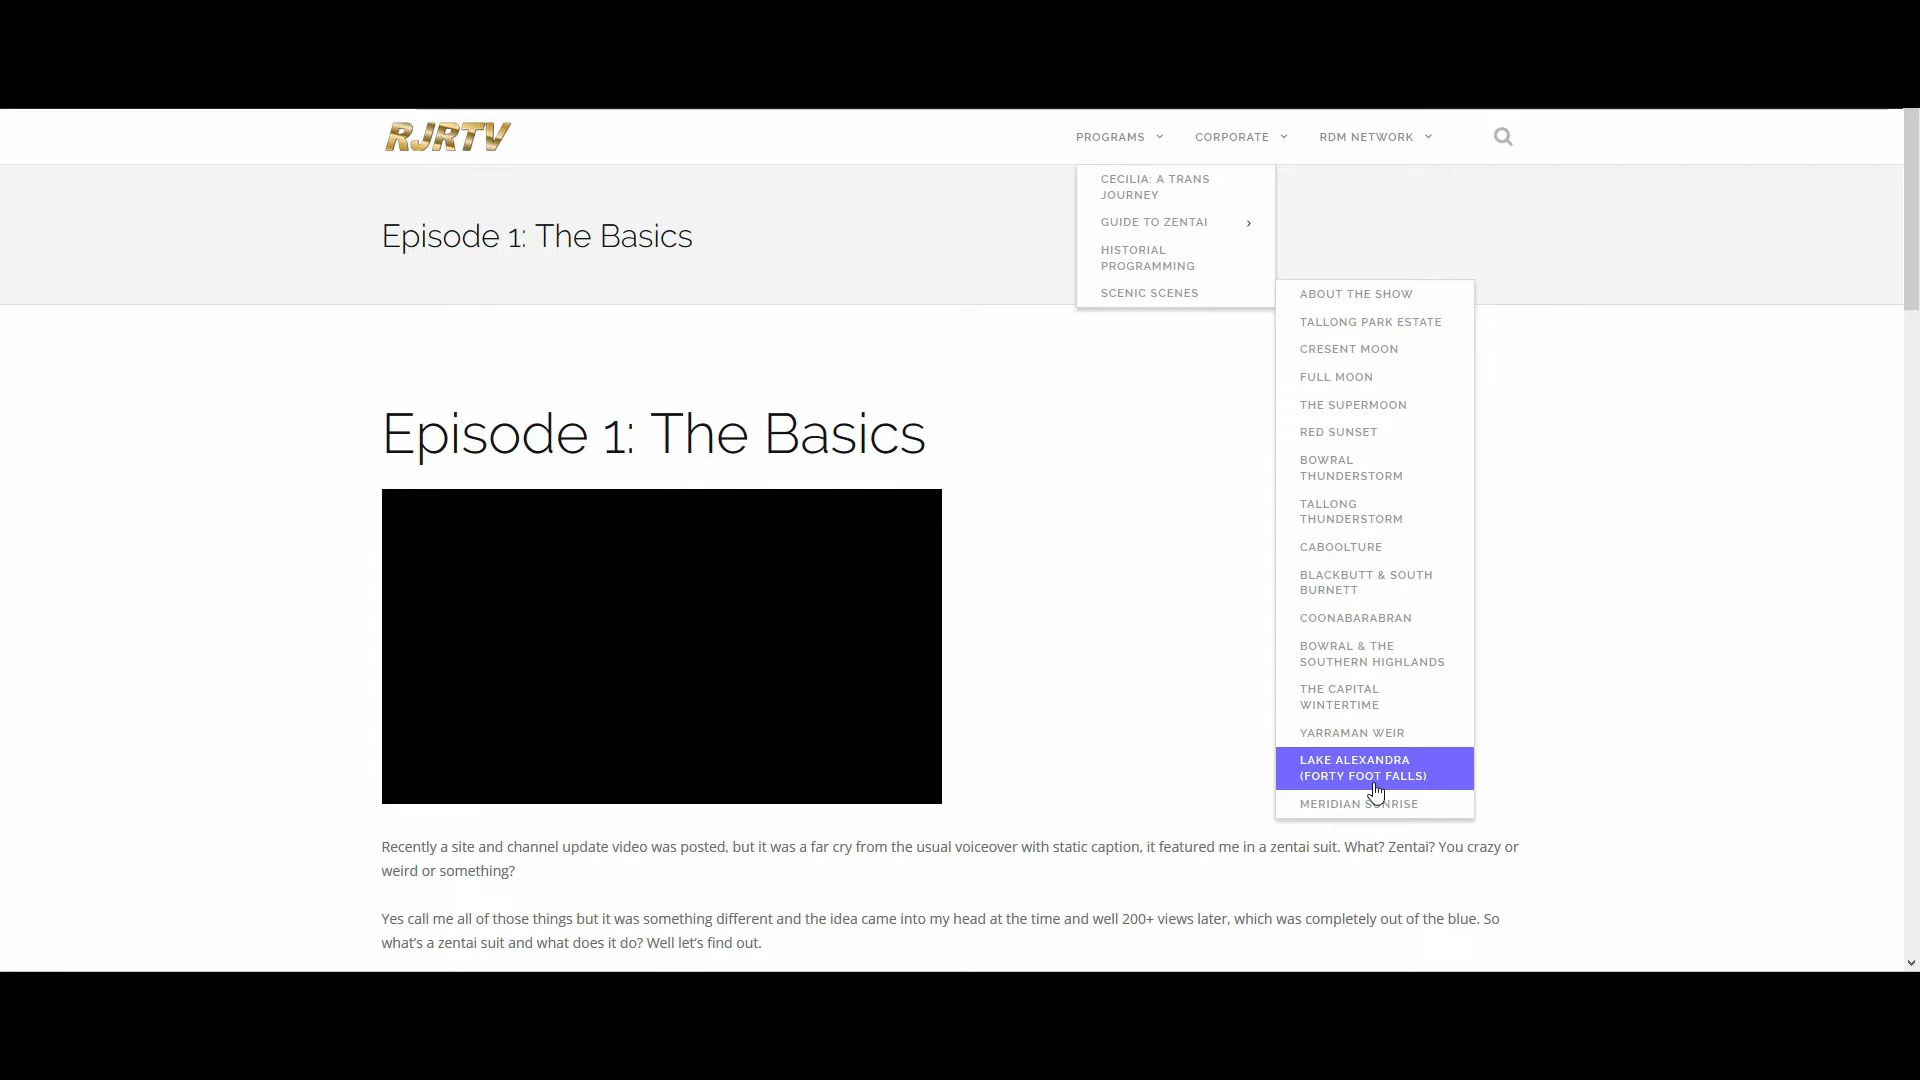 RJRTV
PROGRAMS
CORPORATE
RDM NETWORK
CECILIA: A TRANS
JOURNEY
GUIDE TO ZENTAI
HISTORIAL
PROGRAMMING
SCENIC SCENES
Episode 1: The Basics
ABOUT THE SHOW
TALLONG PARK ESTATE
CRESENT MOON
FULL MOON
THE SUPERMOON
RED SUNSET
BOWRAL
THUNDERSTORM
TALLONG
THUNDERSTORM
CABOOLTURE
BLACKBUTT & SOUTH
BURNETT
COONABARABRAN
BOWRAL & THE
SOUTHERN HIGHLANDS
THE CAPITAL
WINTERTIME
YARRAMAN WEIR
LAKE ALEXANDRA
(FORTY FOOT FALLS)
MERIDIAN SUNRISE
Episode 1: The Basics
Recently a site and channel update video was posted, but it was a far cry from the usual voiceover with static caption, it featured me in a zentai suit. What? Zentai? You crazy or
weird or something?
Yes call me all of those things but it was something different and the idea came into my head at the time and well 200+ views later, which was completely out of the blue. So
what's a zentai suit and what does it do? Well let's find out.